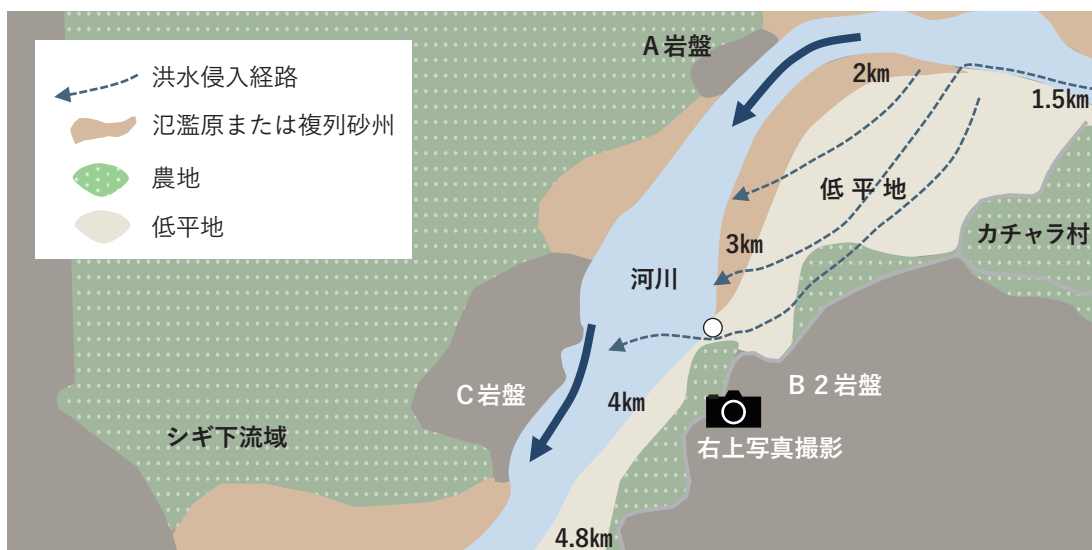 洪水侵入経路
氾濫原または複列砂州
農地
低平地
A岩盤
2km
1.5km
低平地
カチャラ村
3km
河川
B2岩盤
C岩盤
4km
シギ下流域
右上写真撮影
4.8km